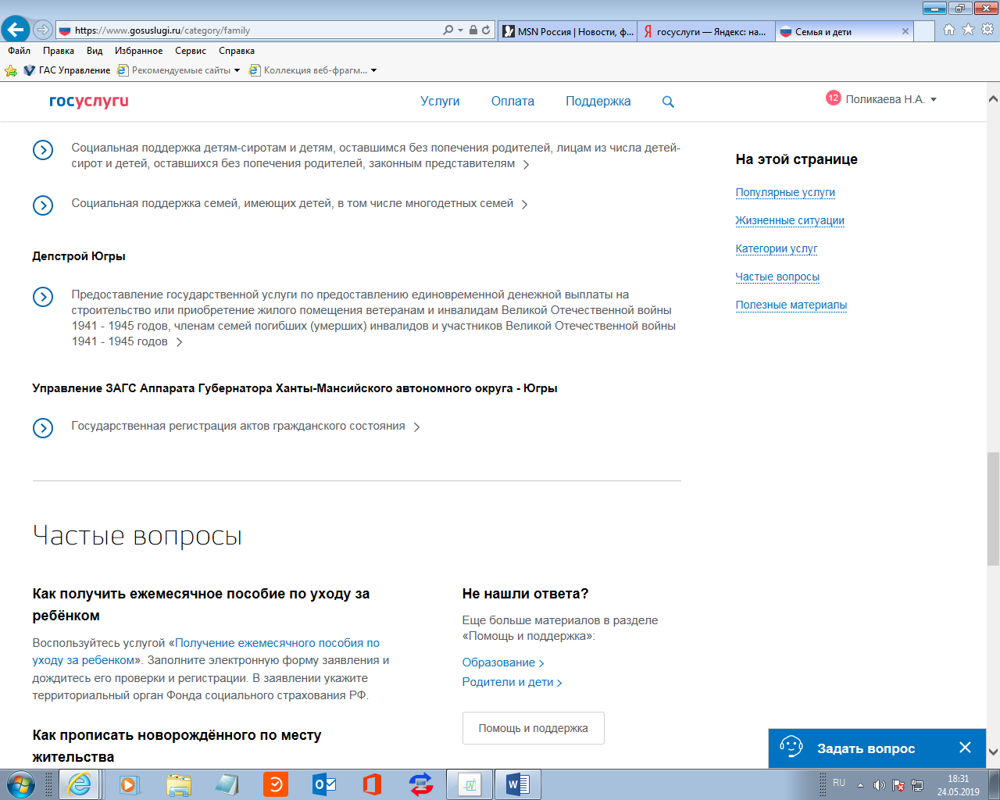 https://www.gosuslugi.ru/category/family
MSN Россия | Новости, ф...
госуслуги — Яндекс: на...
Семья и дети
Файл Правка Вид Избранное Сервис Справка
ГАС Управление Рекомендуемые сайты Коллекция веб-фрагм...
госуслуги Услуги Оплата Поддержка 12 Поликаева Н.А.
Социальная поддержка детям-сиротам и детям, оставшимся без попечения родителей, лицам из числа детей-
сирот и детей, оставшихся без попечения родителей, законным представителям
Социальная поддержка семей, имеющих детей, в том числе многодетных семей
Депстрой Югры
Предоставление государственной услуги по предоставлению единовременной денежной выплаты на
строительство или приобретение жилого помещения ветеранам и инвалидам Великой Отечественной войны
1941 - 1945 годов, членам семей погибших (умерших) инвалидов и участников Великой Отечественной войны
1941 - 1945 годов
Управление ЗАГС Аппарата Губернатора Ханты-Мансийского автономного округа - Югры
Государственная регистрация актов гражданского состояния
На этой странице
Популярные услуги
Жизненные ситуации
Категории услуг
Частые вопросы
Полезные материалы
Частые вопросы
Как получить ежемесячное пособие по уходу за
ребёнком
Воспользуйтесь услугой «Получение ежемесячного пособия по
уходу за ребенком». Заполните электронную форму заявления и
дождитесь его проверки и регистрации. В заявлении укажите
территориальный орган Фонда социального страхования РФ.
Как прописать новорождённого по месту
жительства
Не нашли ответа?
Еще больше материалов в разделе
«Помощь и поддержка»:
Образование
Родители и дети
Помощь и поддержка
Задать вопрос
RU
18:31
24.05.2019